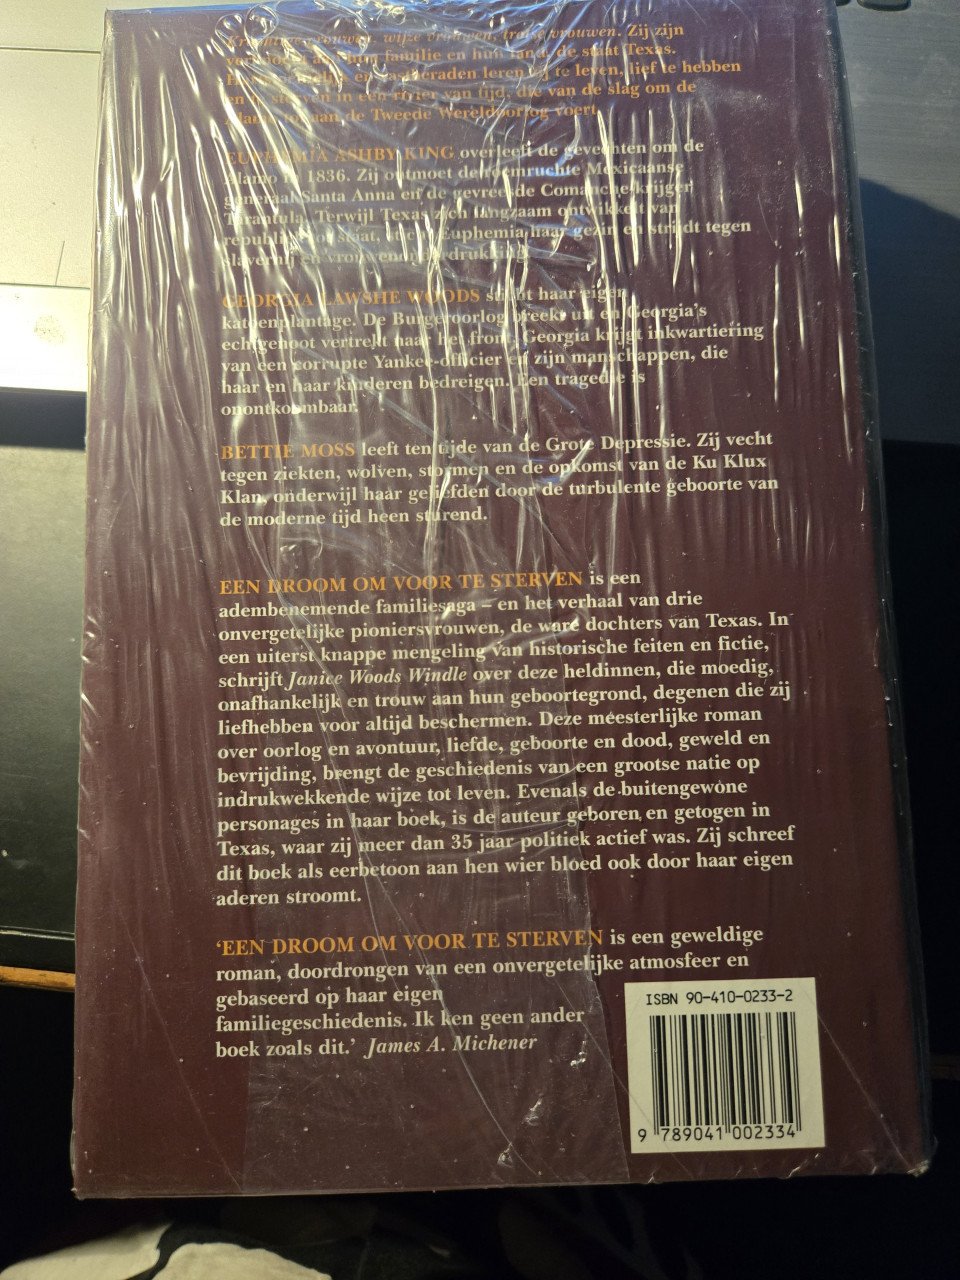 Krachtige vrouwen, wijze vrouwen, trotse vrouwen. Zij zijn
aan hun familie en hun land, de staat Texas.
en leren zij te leven, lief te hebben
en te sterven in een rivier van tijd, die van de slag om de
Alamo tot aan de Tweede Wereldoorlog voert.
EUPHEMIA ASHBY KING overleeft de gevechten om de
Alamo in 1836. Zij ontmoet de roemruchte Mexicaanse
generaal Santa Anna en de gevreesde Comanche-krijger
Tarantula. Terwijl Texas zich langzaam ontwikkelt van
republiek tot staat, sticht Euphemia haar gezin en strijdt tegen
slavernij en vrouwenonderdrukking.
GEORGIA LAWSHE WOODS sticht haar eigen
katoenplantage. De Burgeroorlog breekt uit en Georgia's
echtgenoot vertrekt naar het front. Georgia krijgt inkwartiering
van een corrupte Yankee-officier en zijn manschappen, die
haar en haar kinderen bedreigen. Een tragedie is
onontkoombaar.
BETTIE MOSS leeft ten tijde van de Grote Depressie. Zij vecht
tegen ziekten, wolven, stormen en de opkomst van de Ku Klux
Klan, onderwijl haar geliefden door de turbulente geboorte van
de moderne tijd heen sturend.
EEN DROOM OM VOOR TE STERVEN is een
adembenemende familiesaga – en het verhaal van drie
onvergetelijke pioniersvrouwen, de ware dochters van Texas. In
een uiterst knappe mengeling van historische feiten en fictie,
schrijft Janice Woods Windle over deze heldinnen, die moedig,
onafhankelijk en trouw aan hun geboortegrond, degenen die zij
liefhebben voor altijd beschermen. Deze meesterlijke roman
over oorlog en avontuur, liefde, geboorte en dood, geweld en
bevrijding, brengt de geschiedenis van een grootse natie op
indrukwekkende wijze tot leven. Evenals de buitengewone
personages in haar boek, is de auteur geboren en getogen in
Texas, waar zij meer dan 35 jaar politiek actief was. Zij schreef
dit boek als eerbetoon aan hen wier bloed ook door haar eigen
aderen stroomt.
'EEN DROOM OM VOOR TE STERVEN is een geweldige
roman, doordrongen van een onvergetelijke atmosfeer en
gebaseerd op haar eigen
familiegeschiedenis. Ik ken geen ander
boek zoals dit.' James A. Michener
ISBN 90-410-0233-2
9 789041 002334